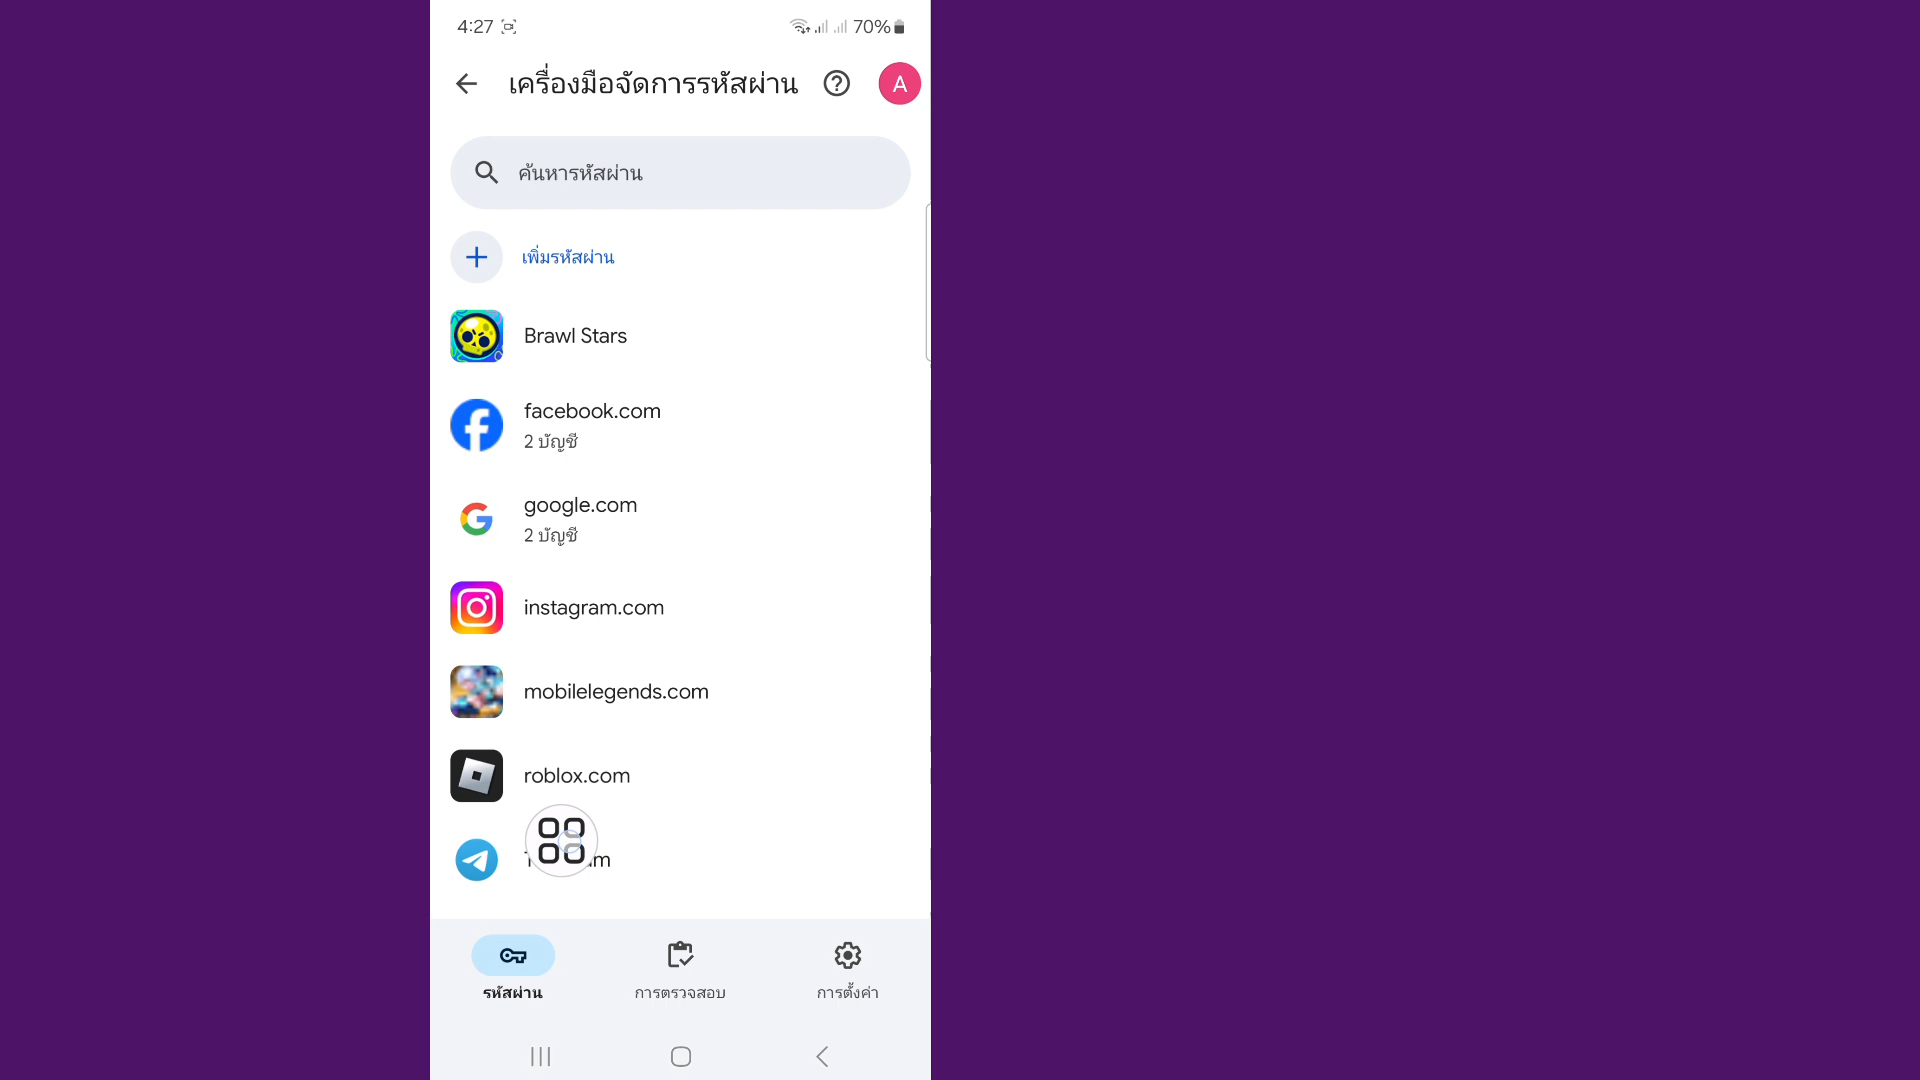 4:27 70%
เครื่องมือจัดการรหัสผ่าน A
ค้นหารหัสผ่าน
เพิ่มรหัสผ่าน
Brawl Stars
facebook.com
2 บัญชี
google.com
2 บัญชี
instagram.com
mobilelegends.com
roblox.com
รหัสผ่าน การตรวจสอบ การตั้งค่า